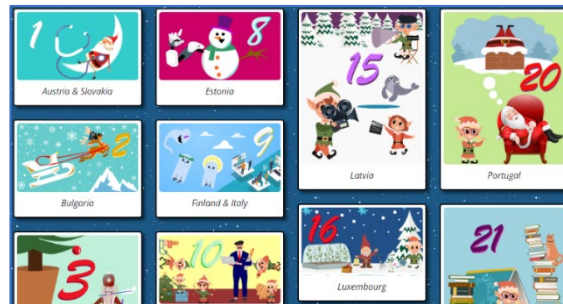 1
Austria & Slovakia
2
Bulgaria
3
8
Estonia
9
Finland & Italy
10
15
Latvia
16
Luxembourg
20
Portugal
21